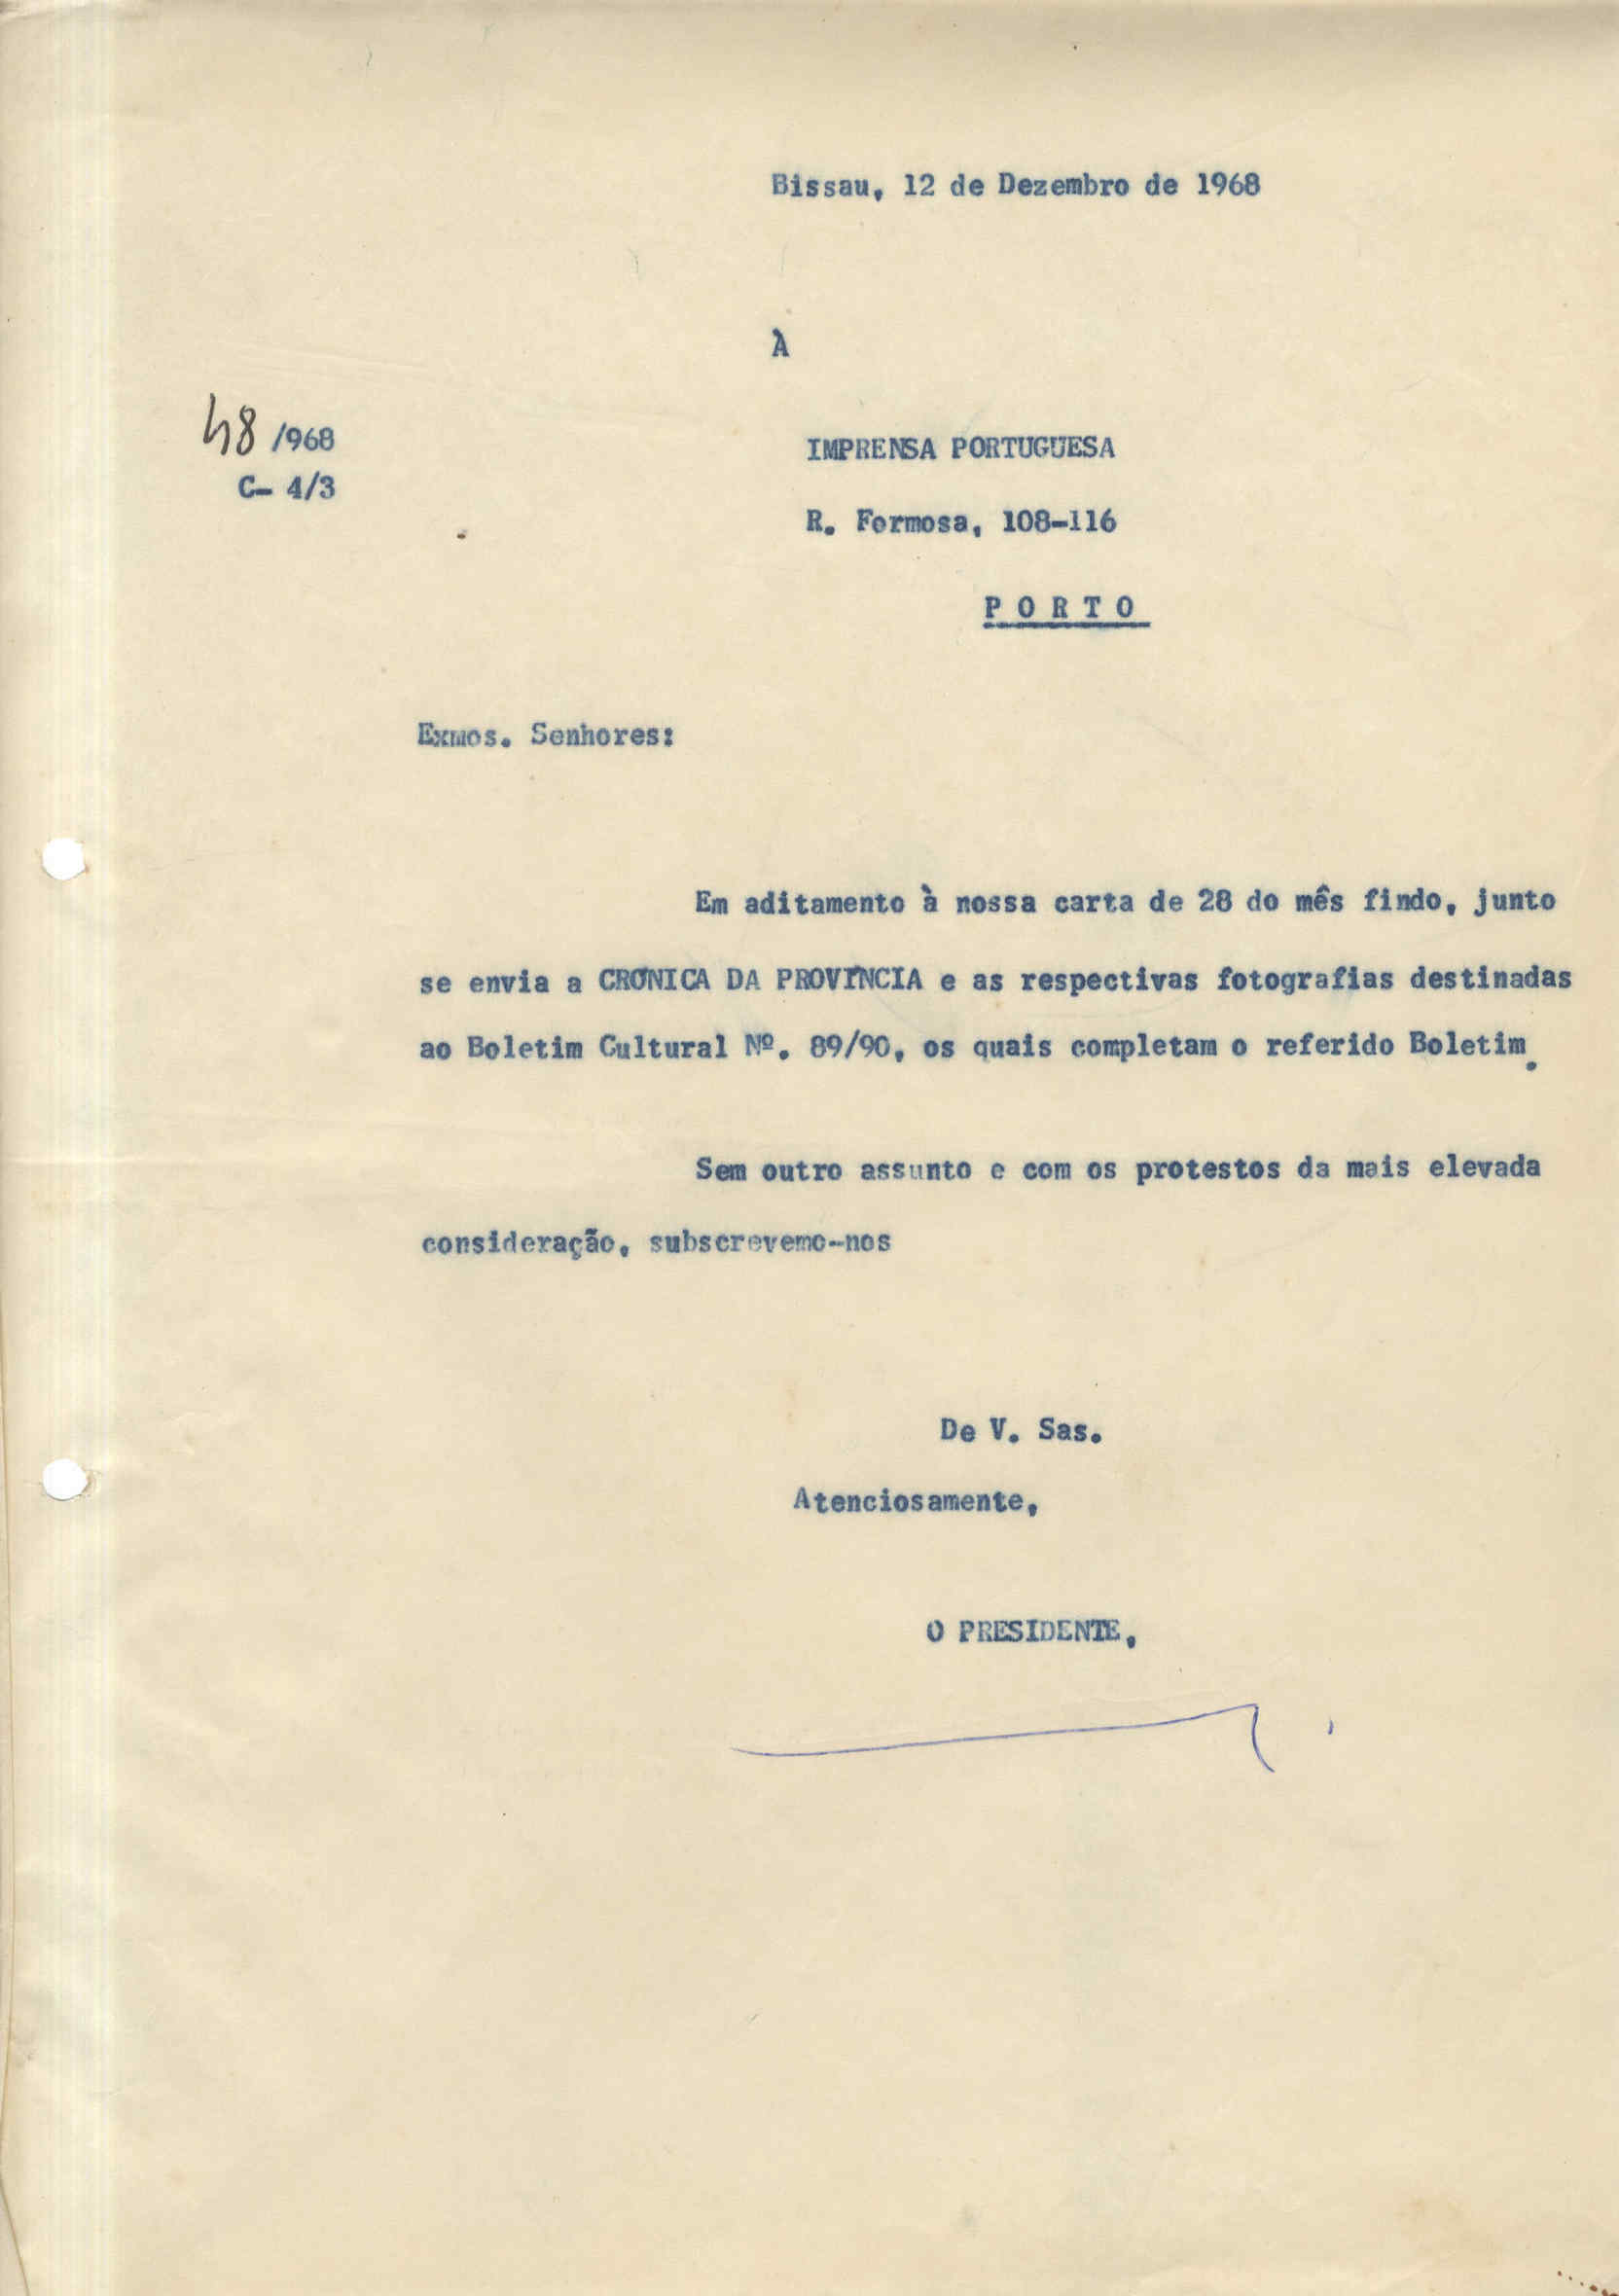 Bissau, 12 de Dezembro de 1968
À
48/968
C- 4/3
IMPRENSA PORTUGUESA
R. Formosa, 108-116
PORTO
Exmos. Senhores:
Em aditamento à nossa carta de 28 do mês findo, junto
se envia a CRÓNICA DA PROVÍNCIA e as respectivas fotografias destinadas
ao Boletim Cultural Nº. 89/90, os quais completam o referido Boletim.
Sem outro assunto e com os protestos da mais elevada
consideração, subscrevemo-nos
De V. Sas.
Atenciosamente,
O PRESIDENTE,